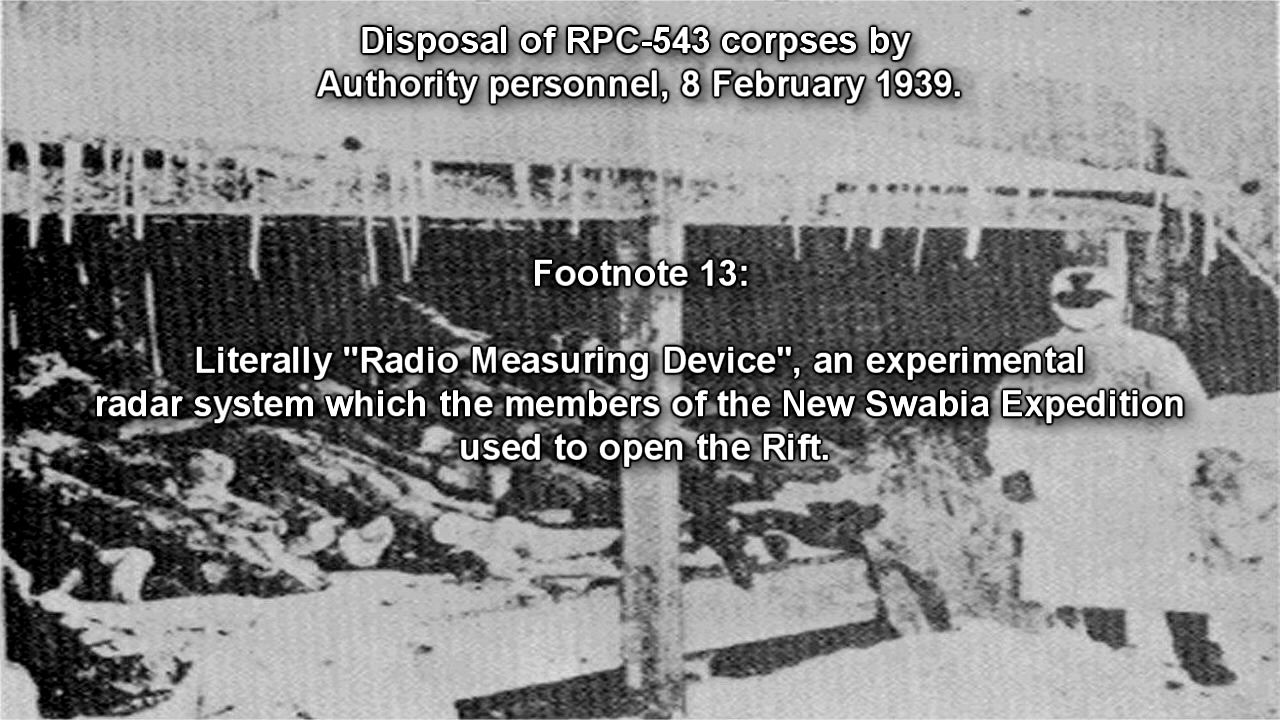 Disposal of RPC-543 corpses by
Authority personnel, 8 February 1939.
Footnote 13:
Literally "Radio Measuring Device", an experimental
radar system which the members of the New Swabia Expedition
used to open the Rift.